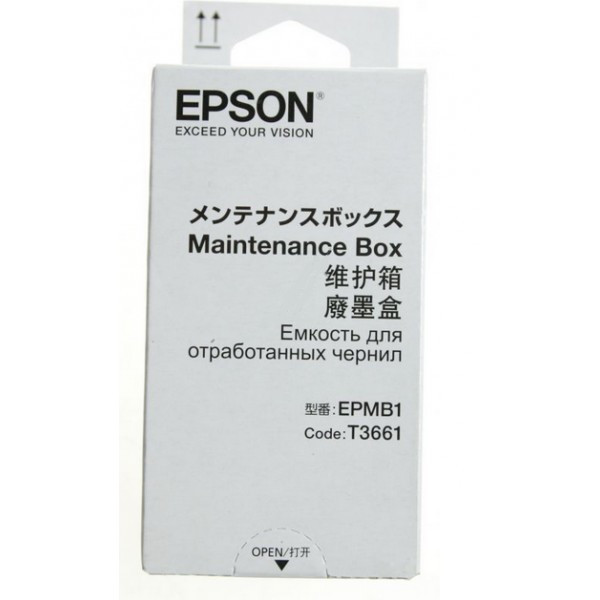 EPSON®
EXCEED YOUR VISION
メンテナンスボックス
Maintenance Box
维护箱
廢墨盒
Емкость для
отработанных чернил
型番:EPMB1
Code:T3661
OPEN/打开